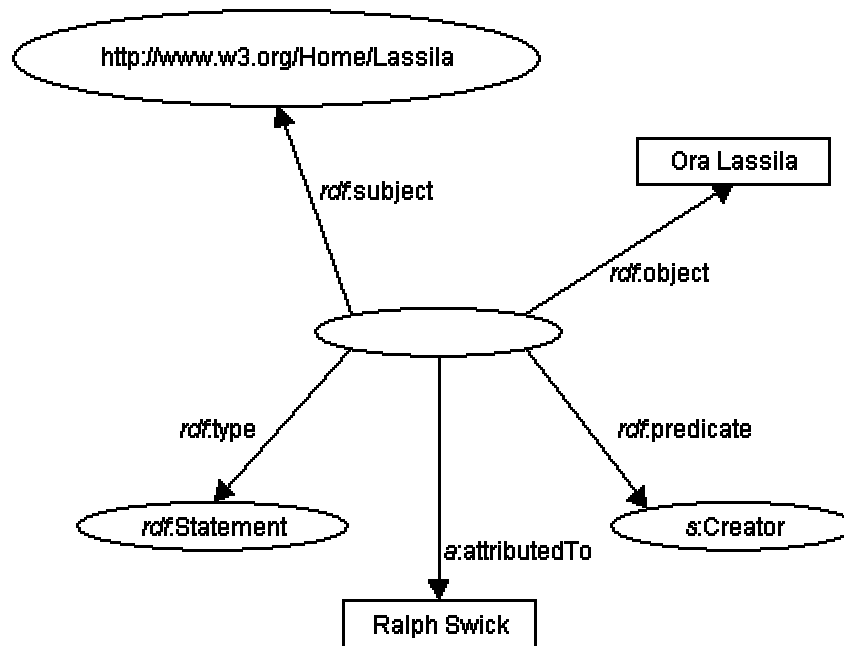 http://www.w3.org/Home/Lassila
Ora Lassila
rdf:subject
rdf:object
rdf:type
rdf:predicate
rdf:Statement
s:Creator
a:attributedTo
Ralph Swick